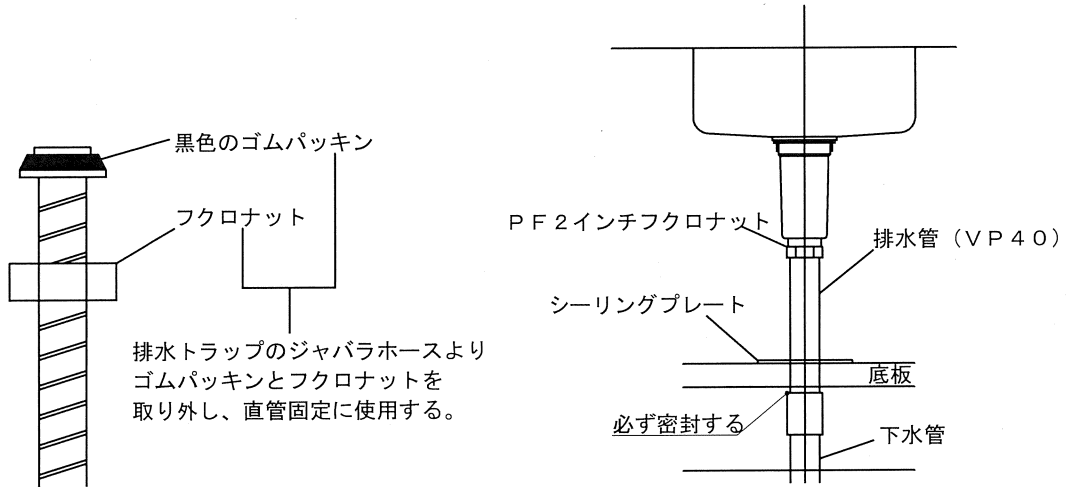 黒色のゴムパッキン
フクロナット
排水トラップのジャバラホースより
ゴムパッキンとフクロナットを
取り外し、直管固定に使用する。
ＰＦ２インチフクロナット
排水管（ＶＰ４０）
シーリングプレート
底板
必ず密封する
下水管